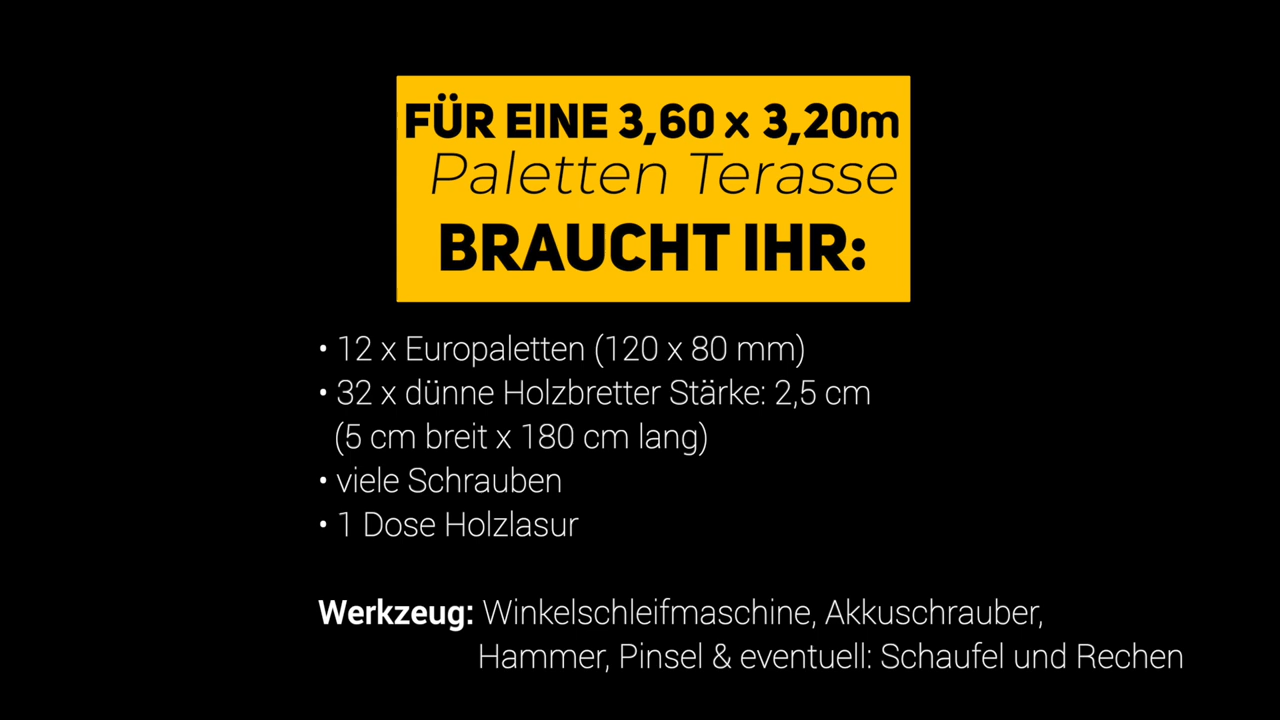 FÜR EINE 3,60 x 3,20m
Paletten Terasse
BRAUCHT IHR:
• 12 x Europaletten (120 x 80 mm)
• 32 x dünne Holzbretter Stärke: 2,5 cm
(5 cm breit x 180 cm lang)
• viele Schrauben
• 1 Dose Holzlasur
Werkzeug: Winkelschleifmaschine, Akkuschrauber,
Hammer, Pinsel & eventuell: Schaufel und Rechen